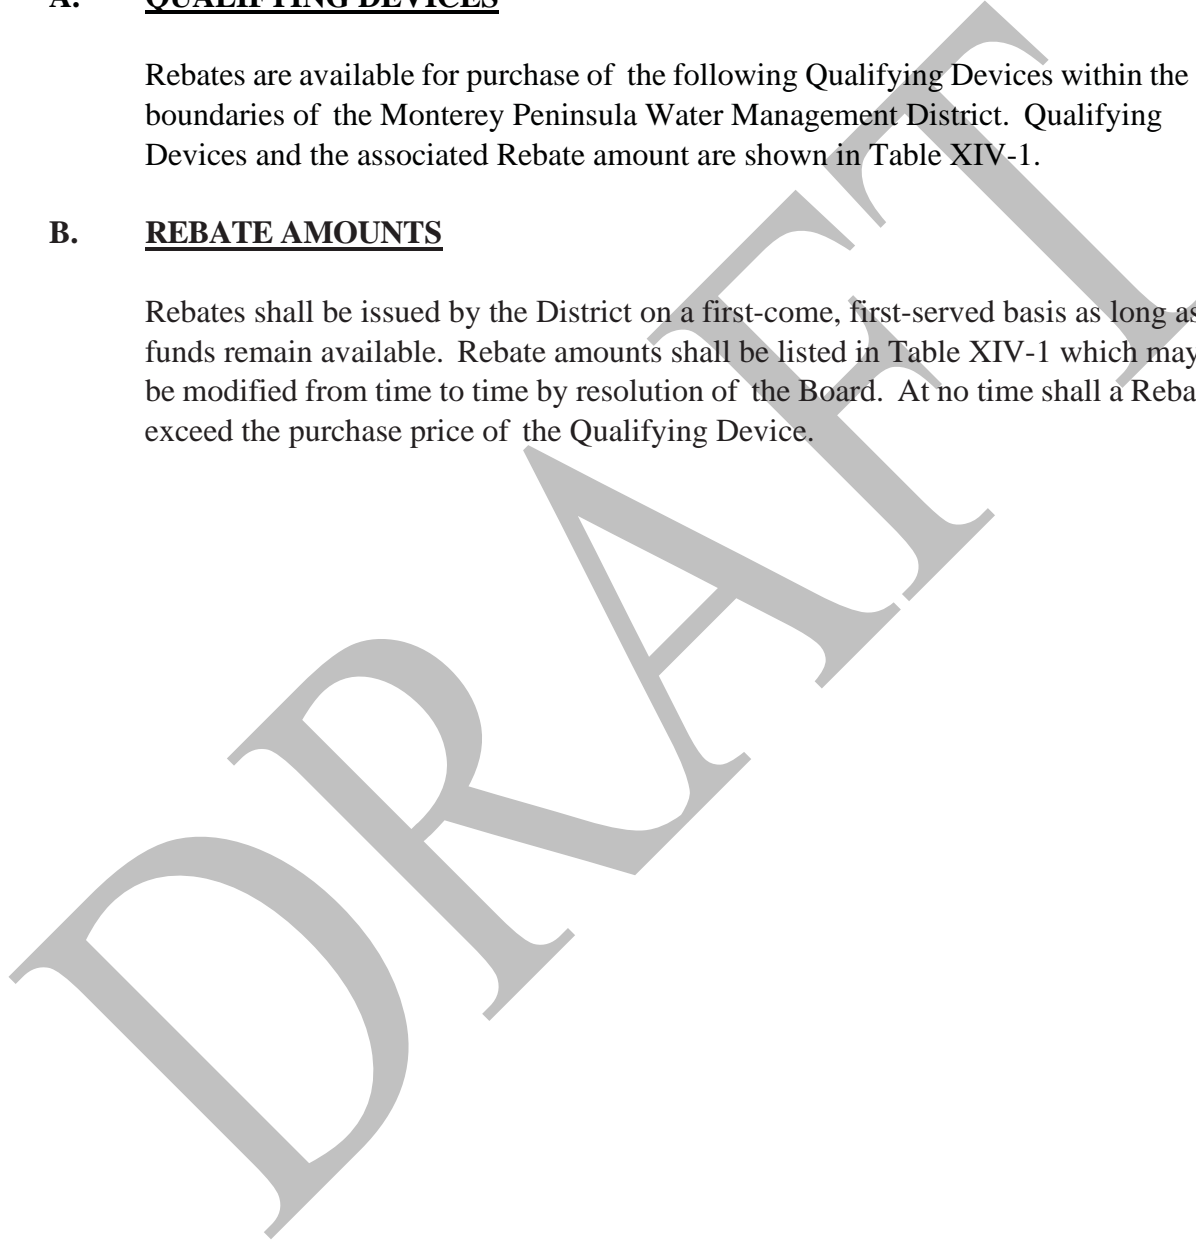 A. QUALIFYING DEVICES
Rebates are available for purchase of the following Qualifying Devices within the
boundaries of the Monterey Peninsula Water Management District. Qualifying
Devices and the associated Rebate amount are shown in Table XIV-1.
B. REBATE AMOUNTS
Rebates shall be issued by the District on a first-come, first-served basis as long as
funds remain available. Rebate amounts shall be listed in Table XIV-1 which may
be modified from time to time by resolution of the Board. At no time shall a Reba
exceed the purchase price of the Qualifying Device.
DRAFT